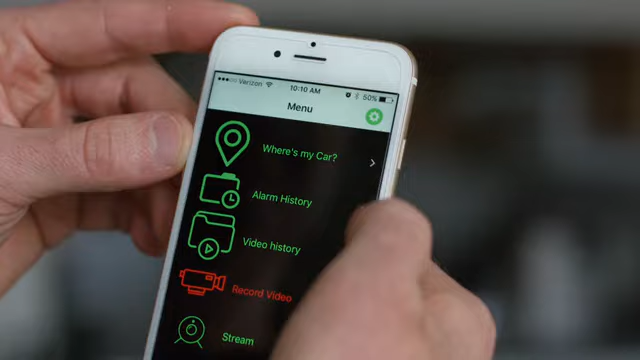 Verizon 10:10 AM 50%
Menu
Where's my Car?
Alarm History
Video history
Record Video
Stream